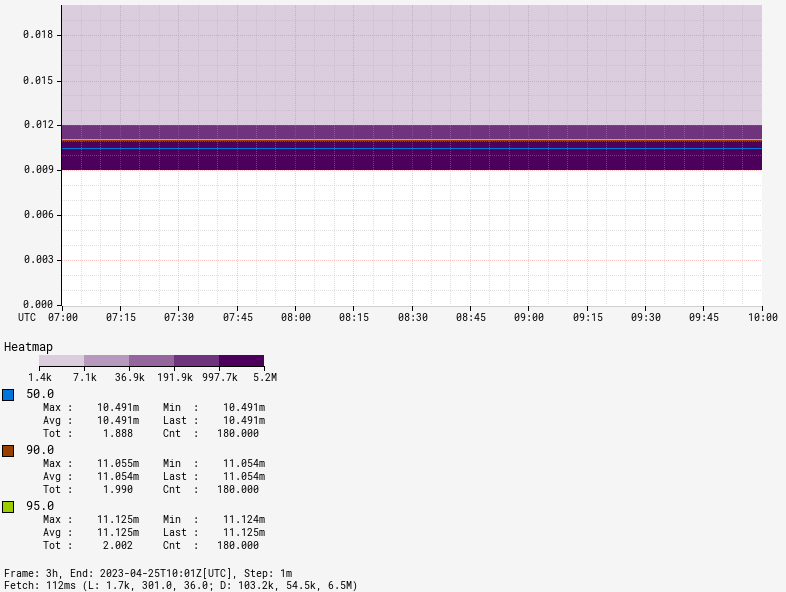 0.018
0.015
0.012
0.009
0.006
0.003
0.000
UTC 07:00 07:15 07:30 07:45 08:00 08:15 08:30 08:45 09:00 09:15 09:30 09:45 10:00
Heatmap
1.4k 7.1k 36.9k 191.9k 997.7k 5.2M
50.0
Max : 10.491m Min : 10.491m
Avg : 10.491m Last : 10.491m
Tot : 1.888 Cnt : 180.000
90.0
Max : 11.055m Min : 11.054m
Avg : 11.054m Last : 11.054m
Tot : 1.990 Cnt : 180.000
95.0
Max : 11.125m Min : 11.124m
Avg : 11.125m Last : 11.125m
Tot : 2.002 Cnt : 180.000
Frame: 3h, End: 2023-04-25T10:01Z[UTC], Step: 1m
Fetch: 112ms (L: 1.7k, 301.0, 36.0; D: 103.2k, 54.5k, 6.5M)